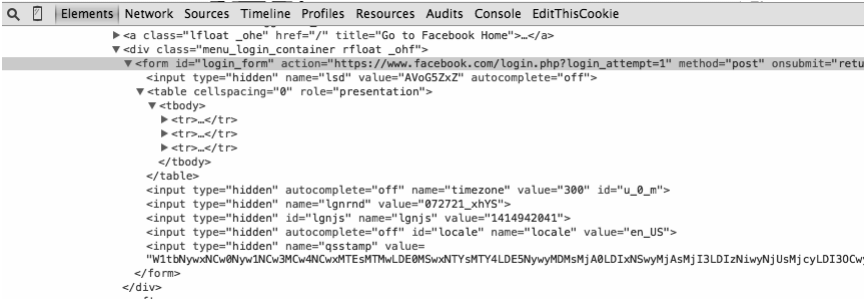 Elements Network Sources Timeline Profiles Resources Audits Console EditThisCookie
▶<a class="lfloat _ohe" href="/" title="Go to Facebook Home">…</a>
▼<div class="menu_login_container rfloat _ohf">
▼<form id="login_form" action="https://www.facebook.com/login.php?login_attempt=1" method="post" onsubmit="retu
<input type="hidden" name="lsd" value="AVoG5ZxZ" autocomplete="off">
▼<table cellspacing="0" role="presentation">
▼<tbody>
▶<tr>…</tr>
▶<tr>…</tr>
▶<tr>…</tr>
</tbody>
</table>
<input type="hidden" autocomplete="off" name="timezone" value="300" id="u_0_m">
<input type="hidden" name="lgnrnd" value="072721_xhYS">
<input type="hidden" id="lgnjs" name="lgnjs" value="1414942041">
<input type="hidden" autocomplete="off" id="locale" name="locale" value="en_US">
<input type="hidden" name="qsstamp" value=
"W1tbNywxNCw0Nyw1NCw3MCw4NCwxMTEsMTMwLDE0MSwxNTYsMTY4LDE5NywyMDMsMjA0LDIxNSwyMjAsMjI3LDIzNiwyNjUsMjcyLDI3OCwy
</form>
</div>